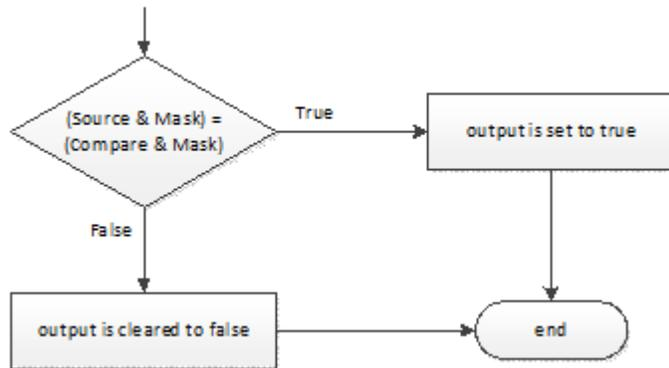 (Source & Mask) =
(Compare & Mask)
True
output is set to true
False
output is cleared to false
end